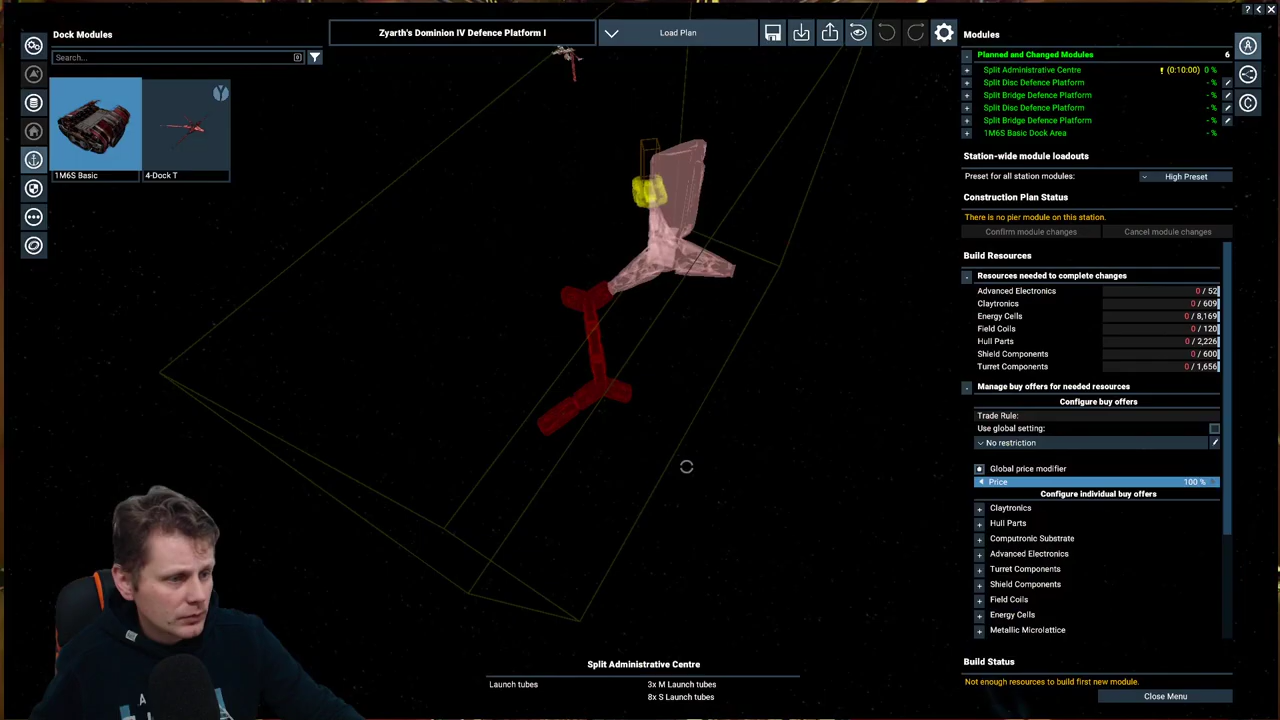 Dock Modules
Search...
1M6S Basic
4-Dock T
Zyarth's Dominion IV Defence Platform I
Load Plan
Modules
Planned and Changed Modules 6
Split Administrative Centre ! (0:10:00) 0 %
Split Disc Defence Platform - %
Split Bridge Defence Platform - %
Split Disc Defence Platform - %
Split Bridge Defence Platform - %
1M6S Basic Dock Area - %
Station-wide module loadouts
Preset for all station modules: High Preset
Construction Plan Status
There is no pier module on this station.
Confirm module changes Cancel module changes
Build Resources
Resources needed to complete changes
Advanced Electronics 0 / 52
Claytronics 0 / 609
Energy Cells 0 / 8,169
Field Coils 0 / 120
Hull Parts 0 / 2,226
Shield Components 0 / 600
Turret Components 0 / 1,656
Manage buy offers for needed resources
Configure buy offers
Trade Rule:
Use global setting:
No restriction
Global price modifier
Price 100 %
Configure individual buy offers
Claytronics
Hull Parts
Computronic Substrate
Advanced Electronics
Turret Components
Shield Components
Field Coils
Energy Cells
Metallic Microlattice
Build Status
Not enough resources to build first new module.
Close Menu
Split Administrative Centre
Launch tubes 3x M Launch tubes
8x S Launch tubes